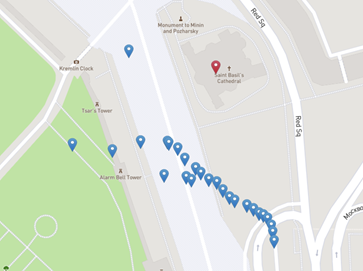 Monument to Minin
and Pozharsky
Red Sq
Kremlin Clock
Saint Basil's
Cathedral
Tsar's Tower
Red Sq
Alarm Bell Tower